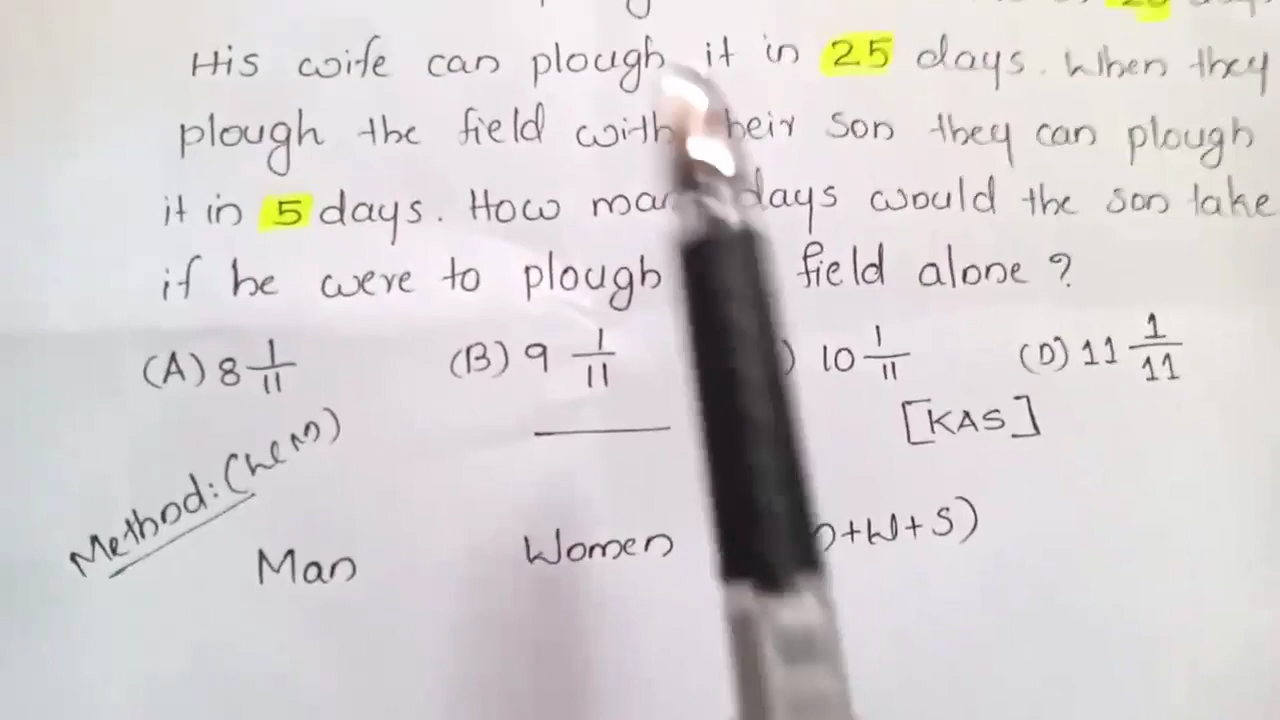 His wife can plough it in 25 days. When they
plough the field with their son they can plough
it in 5 days. How days would the son take
if he were to plough field alone?
(A) 8 1/11 (B) 9 1/11 ) 10 1/11 (D) 11 1/11
[KAS]
Method: (LCM)
Man Women +W+S)